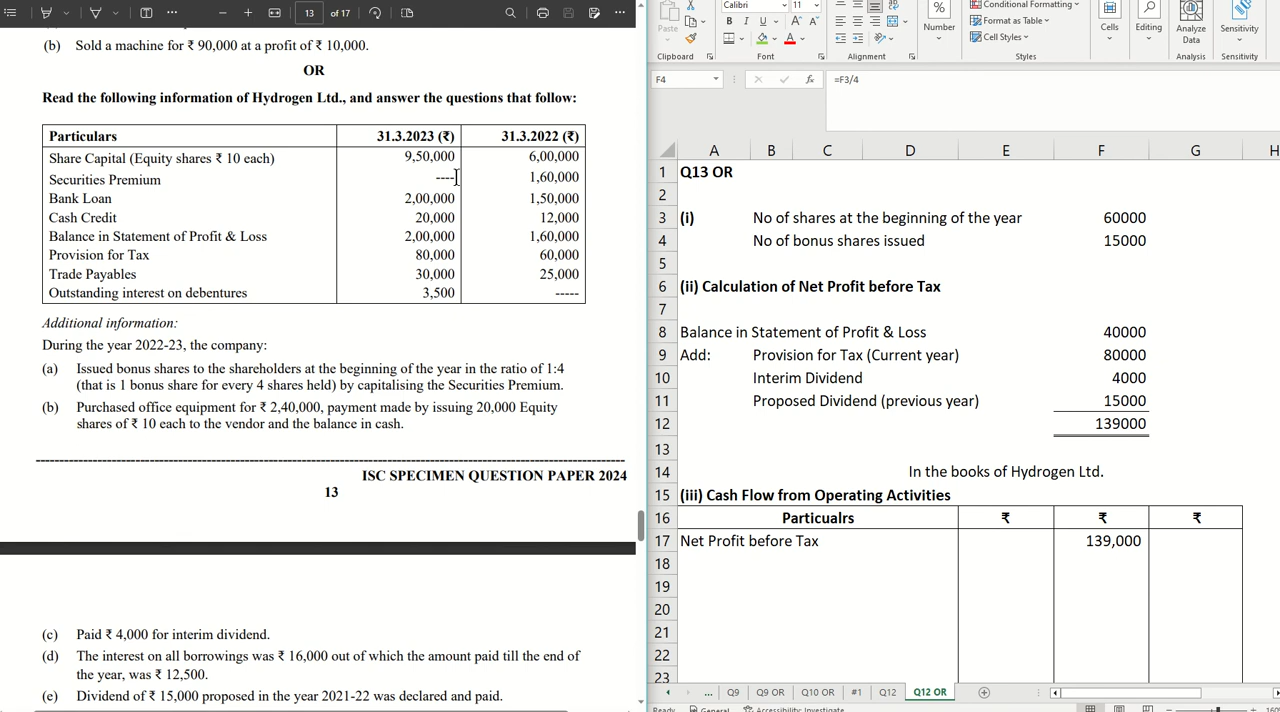 13 of 17
(b) Sold a machine for ₹ 90,000 at a profit of ₹ 10,000.
OR
Read the following information of Hydrogen Ltd., and answer the questions that follow:
Particulars 31.3.2023 (₹) 31.3.2022 (₹)
Share Capital (Equity shares ₹ 10 each) 9,50,000 6,00,000
Securities Premium ---- 1,60,000
Bank Loan 2,00,000 1,50,000
Cash Credit 20,000 12,000
Balance in Statement of Profit & Loss 2,00,000 1,60,000
Provision for Tax 80,000 60,000
Trade Payables 30,000 25,000
Outstanding interest on debentures 3,500 -----
Additional information:
During the year 2022-23, the company:
(a) Issued bonus shares to the shareholders at the beginning of the year in the ratio of 1:4
(that is 1 bonus share for every 4 shares held) by capitalising the Securities Premium.
(b) Purchased office equipment for ₹ 2,40,000, payment made by issuing 20,000 Equity
shares of ₹ 10 each to the vendor and the balance in cash.
ISC SPECIMEN QUESTION PAPER 2024
13
(c) Paid ₹ 4,000 for interim dividend.
(d) The interest on all borrowings was ₹ 16,000 out of which the amount paid till the end of
the year, was ₹ 12,500.
(e) Dividend of ₹ 15,000 proposed in the year 2021-22 was declared and paid.
Calibri 11
Conditional Formatting
Paste B I U Format as Table
Number Cells Editing Analyze Data Sensitivity
Cell Styles
Clipboard Font Alignment Styles Analysis Sensitivity
F4 fx =F3/4
A B C D E F G H
1 Q13 OR
2
3 (i) No of shares at the beginning of the year 60000
4 No of bonus shares issued 15000
5
6 (ii) Calculation of Net Profit before Tax
7
8 Balance in Statement of Profit & Loss 40000
9 Add: Provision for Tax (Current year) 80000
10 Interim Dividend 4000
11 Proposed Dividend (previous year) 15000
12 139000
13
14 In the books of Hydrogen Ltd.
15 (iii) Cash Flow from Operating Activities
16 Particualrs ₹ ₹ ₹
17 Net Profit before Tax 139,000
18
19
20
21
22
23
... Q9 Q9 OR Q10 OR #1 Q12 Q12 OR
Ready General Accessibility: Investigate